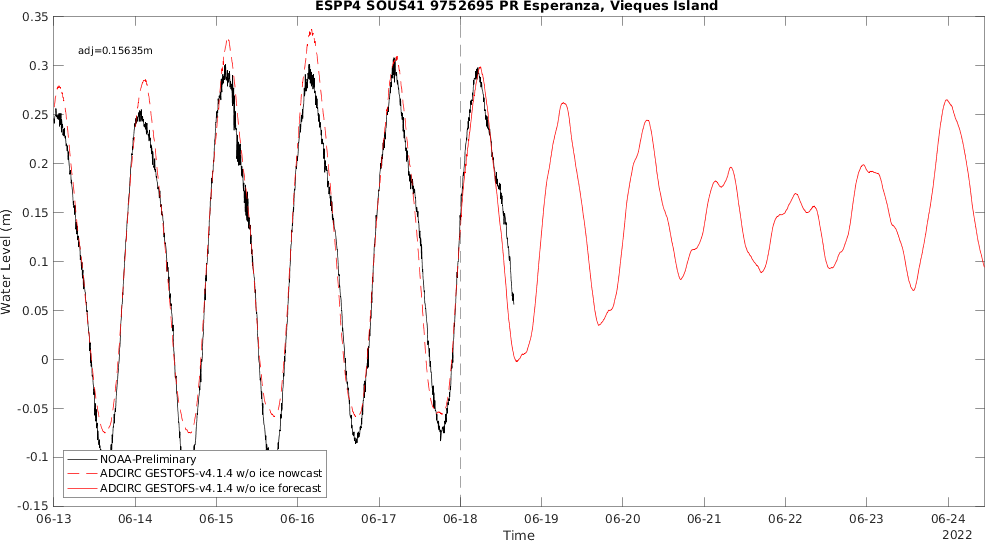 ESPP4 SOUS41 9752695 PR Esperanza, Vieques Island
adj=0.15635m
0.35
0.3
0.25
0.2
0.15
0.1
0.05
0
-0.05
-0.1
-0.15
Water Level (m)
NOAA-Preliminary
ADCIRC GESTOFS-v4.1.4 w/o ice nowcast
ADCIRC GESTOFS-v4.1.4 w/o ice forecast
06-13 06-14 06-15 06-16 06-17 06-18 06-19 06-20 06-21 06-22 06-23 06-24
Time
2022